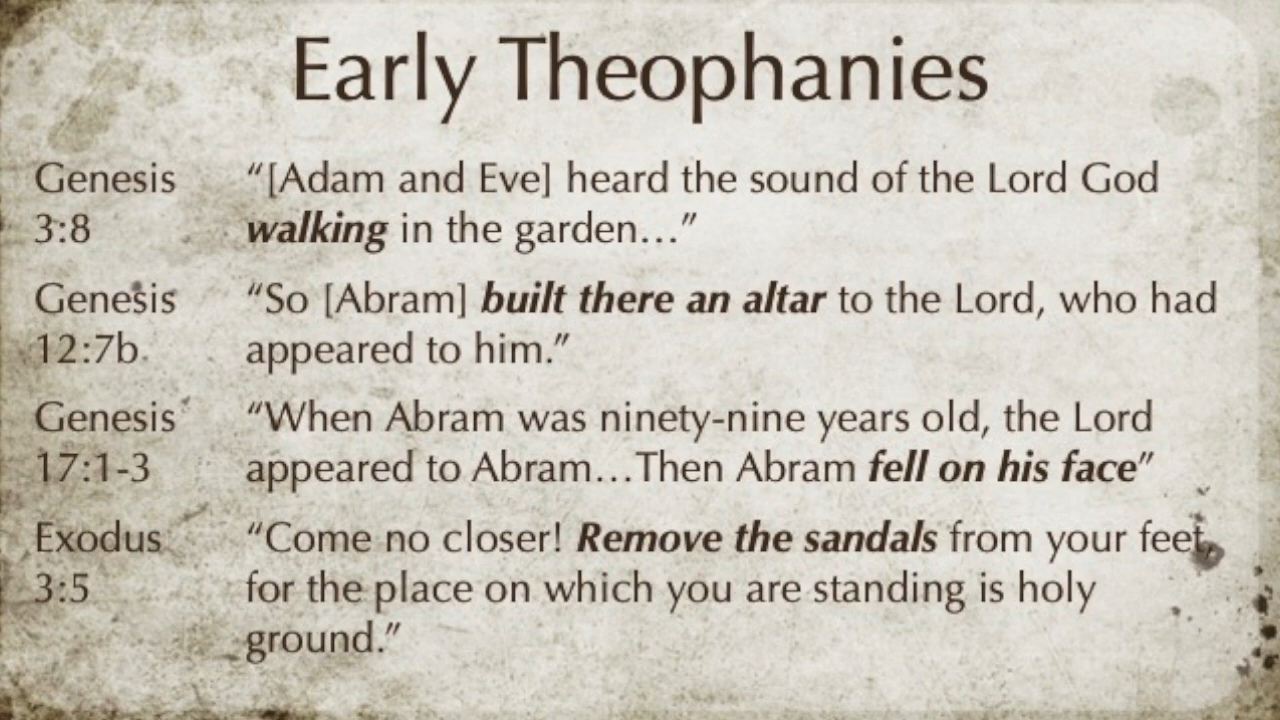 Early Theophanies
Genesis 3:8 “[Adam and Eve] heard the sound of the Lord God
walking in the garden…”
Genesis 12:7b “So [Abram] built there an altar to the Lord, who had
appeared to him.”
Genesis 17:1-3 “When Abram was ninety-nine years old, the Lord
appeared to Abram…Then Abram fell on his face”
Exodus 3:5 “Come no closer! Remove the sandals from your feet,
for the place on which you are standing is holy
ground.”